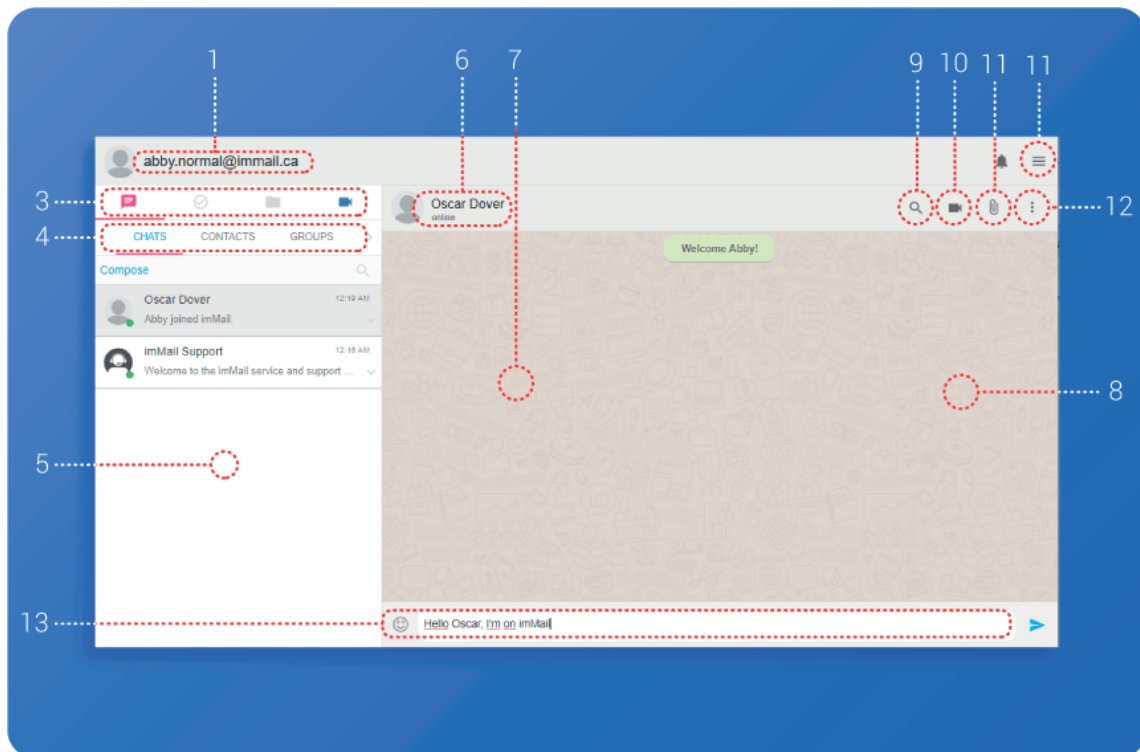 1
6
7
9
10
11
11
abby.normal@immail.ca
3
Oscar Dover
online
12
4
CHATS CONTACTS GROUPS
Welcome Abby!
Compose
Oscar Dover 12:19 AM
Abby joined imMail.
imMail Support 12:16 AM
Welcome to the imMail service and support ...
8
5
13
Hello Oscar, I'm on imMail